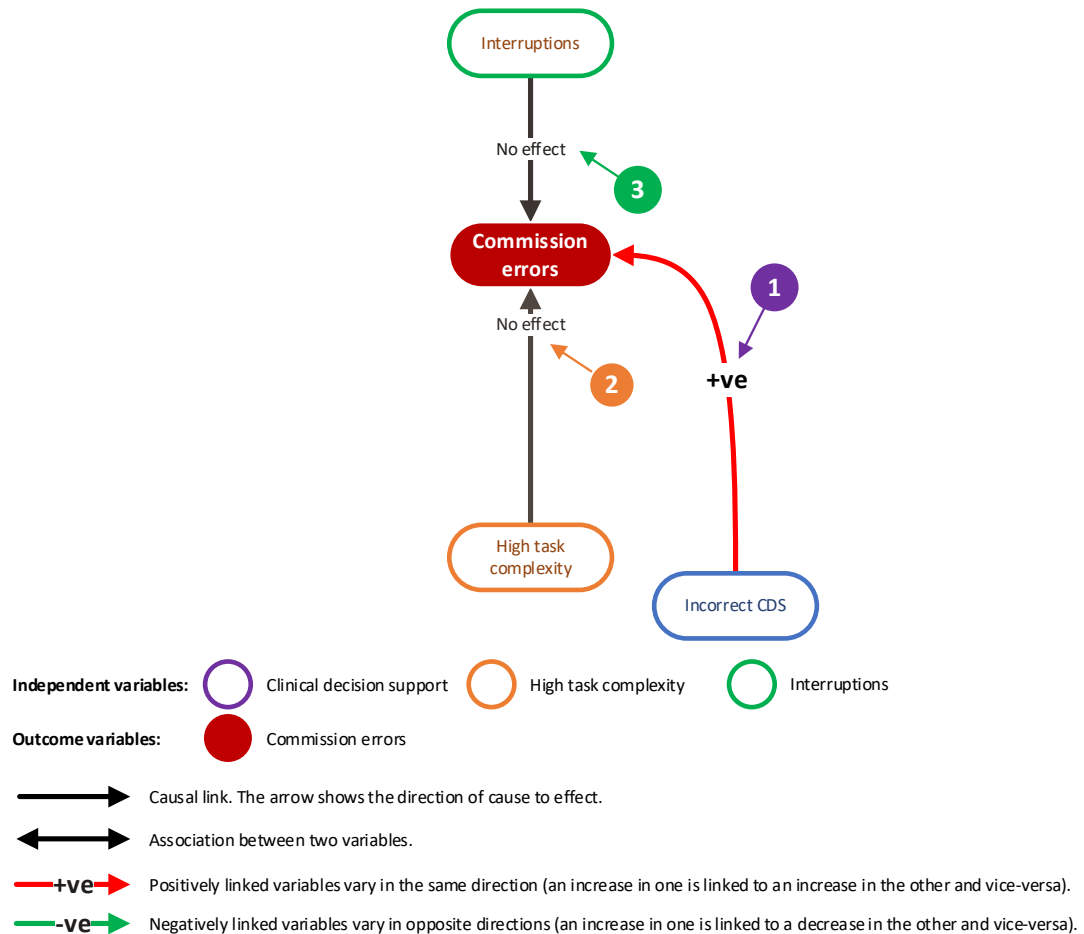 Interruptions
No effect
3
Commission
errors
1
No effect
2
+ve
High task
complexity
Incorrect CDS
Independent variables: Clinical decision support High task complexity Interruptions
Outcome variables: Commission errors
Causal link. The arrow shows the direction of cause to effect.
Association between two variables.
+ve Positively linked variables vary in the same direction (an increase in one is linked to an increase in the other and vice-versa).
-ve Negatively linked variables vary in opposite directions (an increase in one is linked to a decrease in the other and vice-versa).